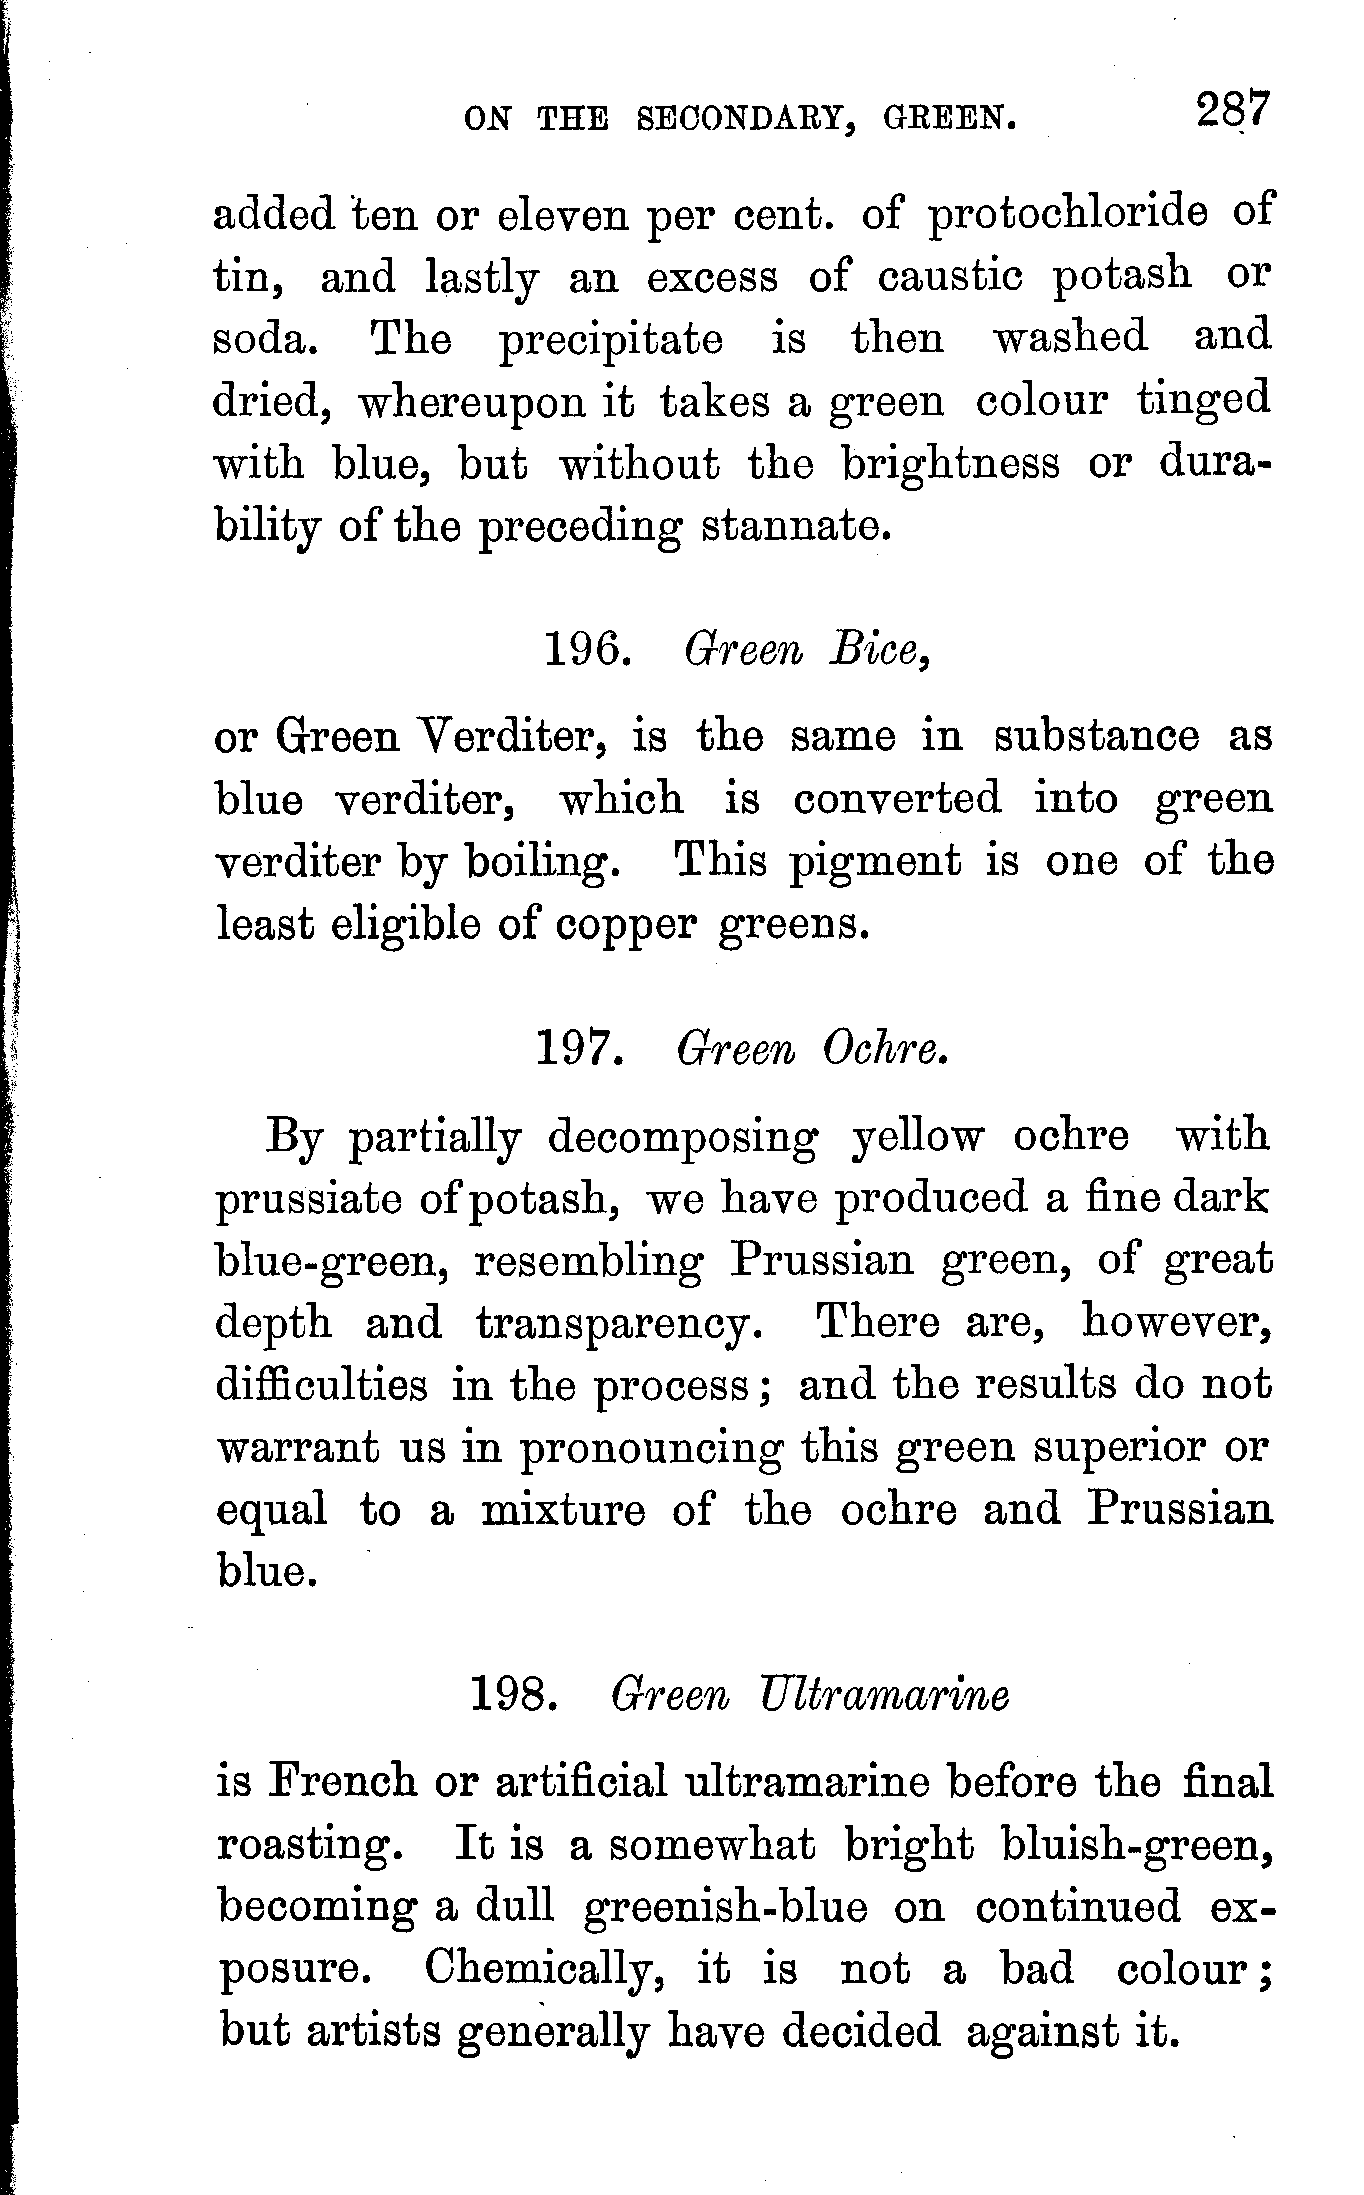 ON THE SECONDARY, GREEN. 287
added ten or eleven per cent. of protochloride of
tin, and lastly an excess of caustic potash or
soda. The precipitate is then washed and
dried, whereupon it takes a green colour tinged
with blue, but without the brightness or dura-
bility of the preceding stannate.
196. Green Bice,
or Green Verditer, is the same in substance as
blue verditer, which is converted into green
verditer by boiling. This pigment is one of the
least eligible of copper greens.
197. Green Ochre.
By partially decomposing yellow ochre with
prussiate of potash, we have produced a fine dark
blue-green, resembling Prussian green, of great
depth and transparency. There are, however,
difficulties in the process; and the results do not
warrant us in pronouncing this green superior or
equal to a mixture of the ochre and Prussian
blue.
198. Green Ultramarine
is French or artificial ultramarine before the final
roasting. It is a somewhat bright bluish-green,
becoming a dull greenish-blue on continued ex-
posure. Chemically, it is not a bad colour;
but artists generally have decided against it.